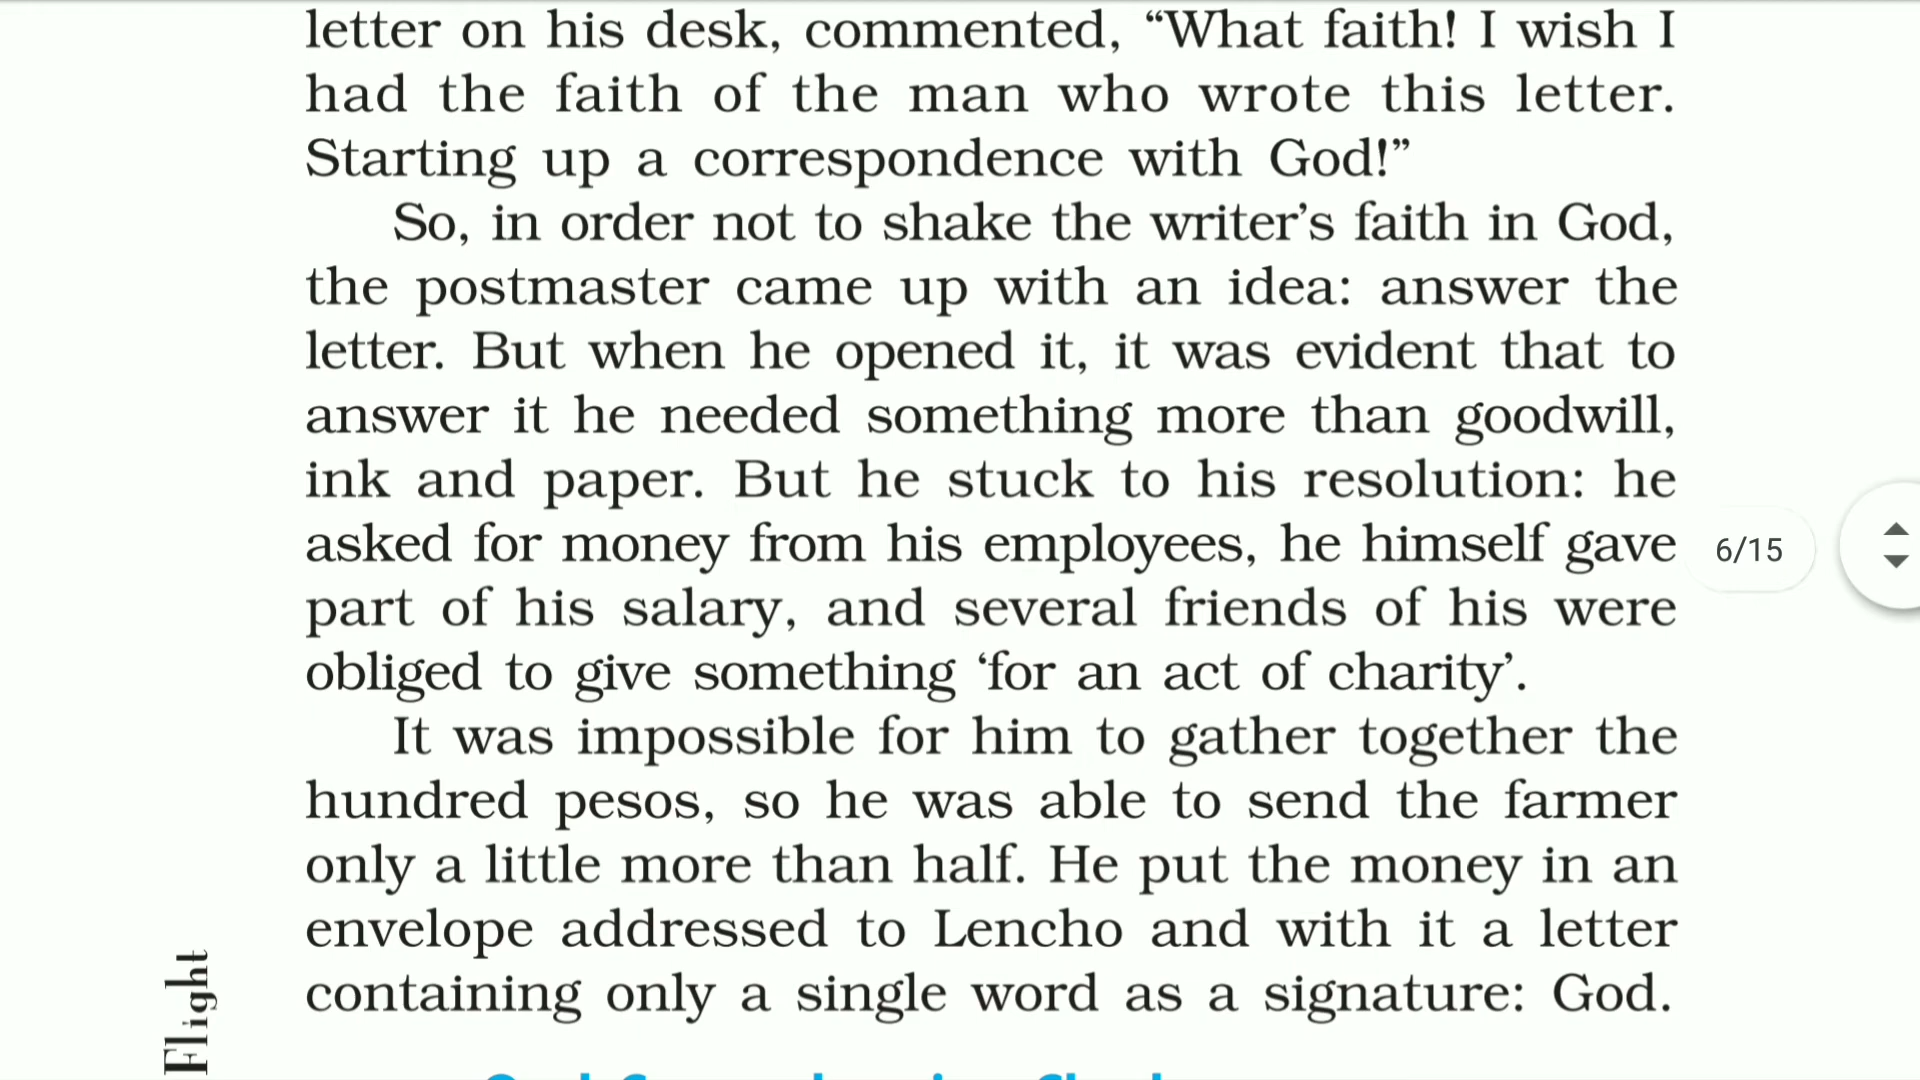 letter on his desk, commented, “What faith! I wish I
had the faith of the man who wrote this letter.
Starting up a correspondence with God!”
So, in order not to shake the writer’s faith in God,
the postmaster came up with an idea: answer the
letter. But when he opened it, it was evident that to
answer it he needed something more than goodwill,
ink and paper. But he stuck to his resolution: he
asked for money from his employees, he himself gave
part of his salary, and several friends of his were
obliged to give something ‘for an act of charity’.
It was impossible for him to gather together the
hundred pesos, so he was able to send the farmer
only a little more than half. He put the money in an
envelope addressed to Lencho and with it a letter
containing only a single word as a signature: God.
6/15
Flight